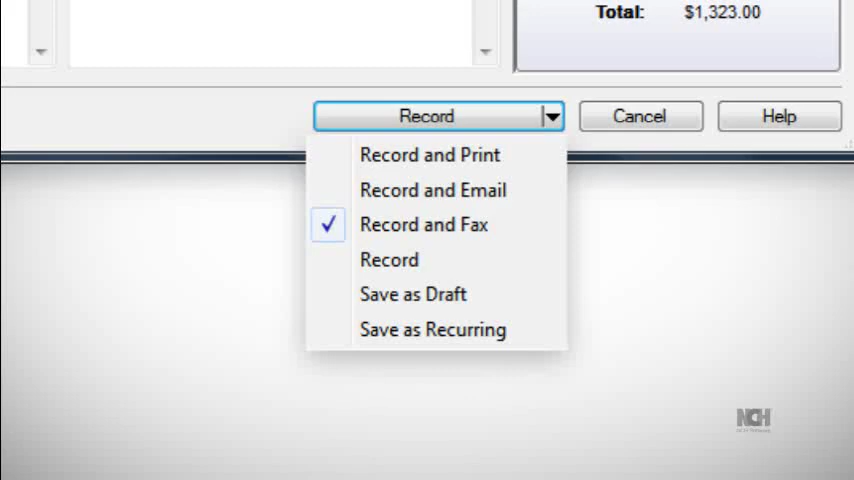 Total: $1,323.00
Record Cancel Help
Record and Print
Record and Email
Record and Fax
Record
Save as Draft
Save as Recurring
NCH